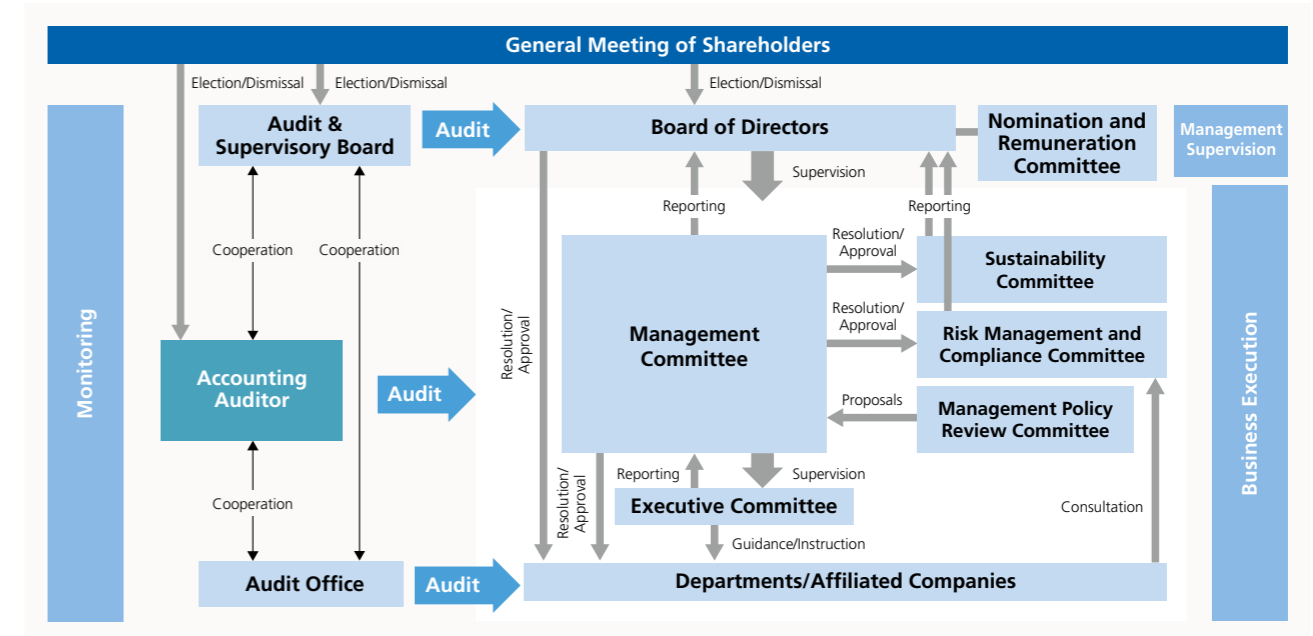 General Meeting of Shareholders
Election/Dismissal
Election/Dismissal
Election/Dismissal
Monitoring
Audit &
Supervisory Board
Audit
Board of Directors
Nomination and
Remuneration
Committee
Management
Supervision
Supervision
Reporting
Reporting
Cooperation
Cooperation
Resolution/
Approval
Sustainability
Committee
Resolution/
Approval
Risk Management and
Compliance Committee
Resolution/
Approval
Management
Committee
Accounting
Auditor
Audit
Proposals
Management Policy
Review Committee
Business Execution
Reporting
Supervision
Resolution/
Approval
Executive Committee
Cooperation
Consultation
Guidance/Instruction
Audit Office
Audit
Departments/Affiliated Companies